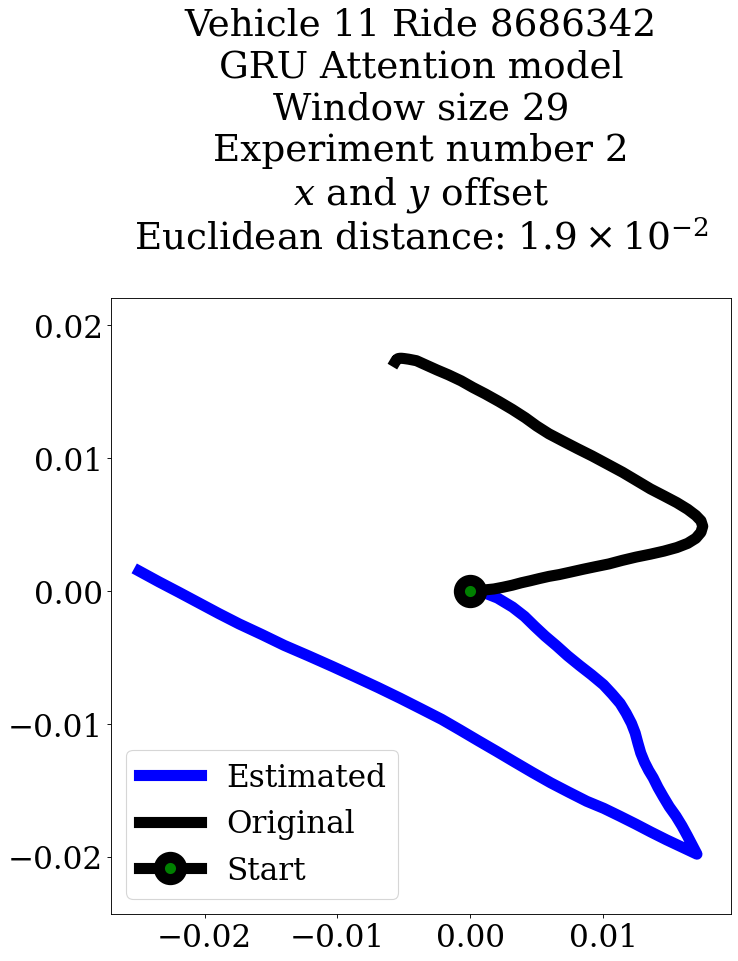 Vehicle 11 Ride 8686342
GRU Attention model
Window size 29
Experiment number 2
x and y offset
Euclidean distance: 1.9 × 10⁻²
0.02
0.01
0.00
−0.01
−0.02
Estimated
Original
Start
−0.02 −0.01 0.00 0.01